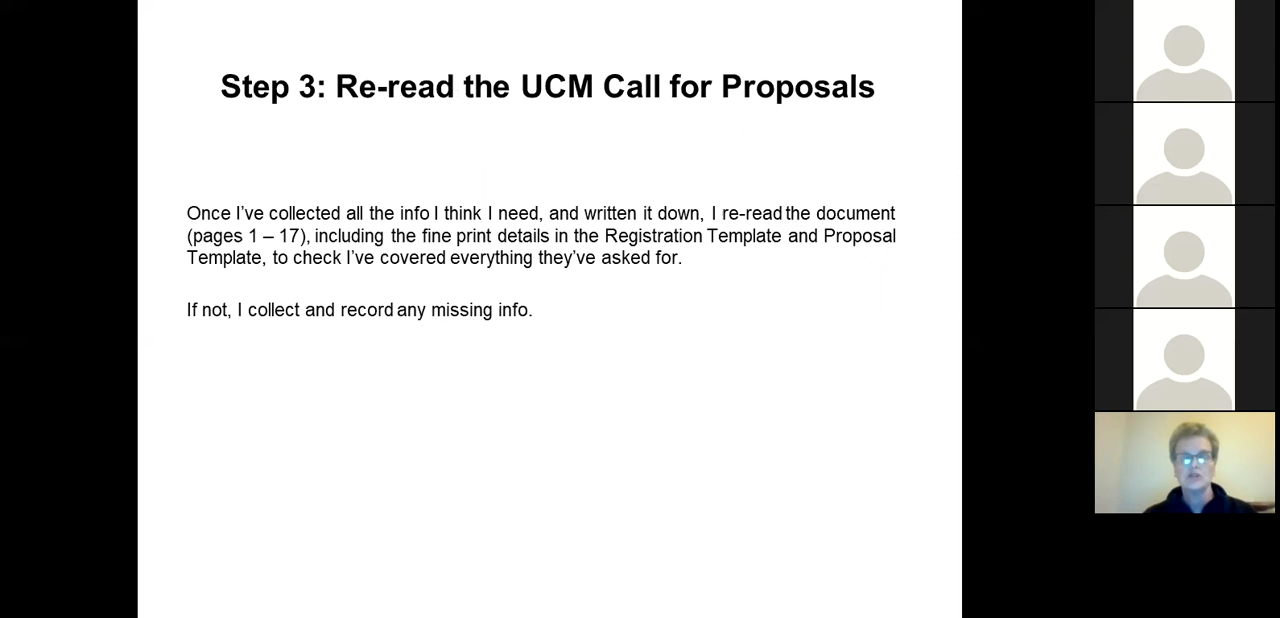 Step 3: Re-read the UCM Call for Proposals
Once I’ve collected all the info I think I need, and written it down, I re-read the document
(pages 1 – 17), including the fine print details in the Registration Template and Proposal
Template, to check I’ve covered everything they’ve asked for.
If not, I collect and record any missing info.